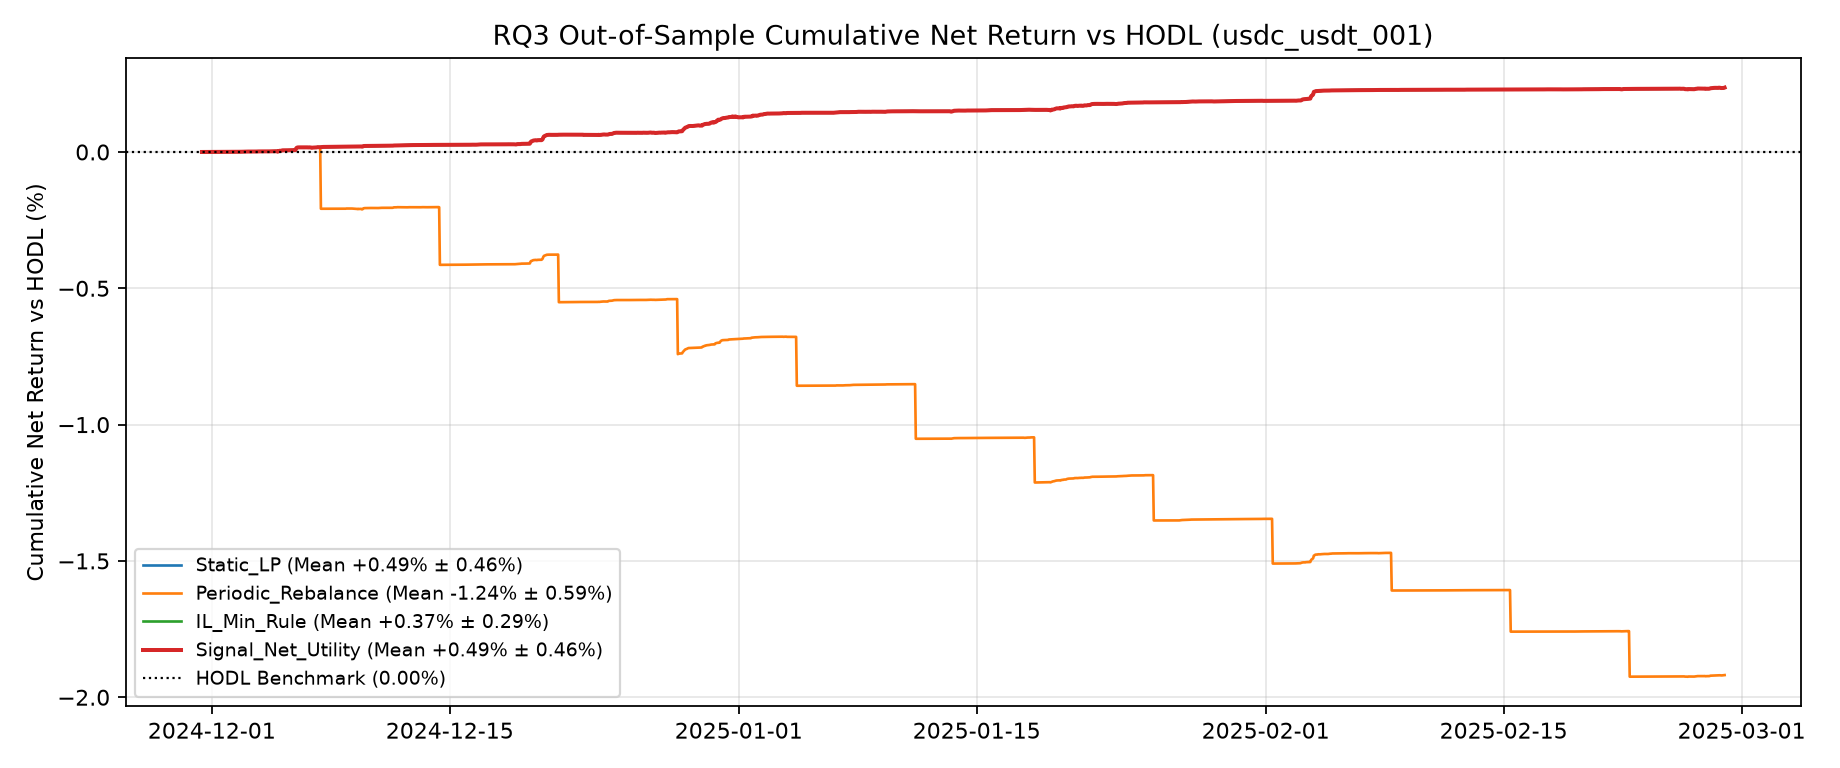 RQ3 Out-of-Sample Cumulative Net Return vs HODL (usdc_usdt_001)
Cumulative Net Return vs HODL (%)
0.0
−0.5
−1.0
−1.5
−2.0
Static_LP (Mean +0.49% ± 0.46%)
Periodic_Rebalance (Mean -1.24% ± 0.59%)
IL_Min_Rule (Mean +0.37% ± 0.29%)
Signal_Net_Utility (Mean +0.49% ± 0.46%)
HODL Benchmark (0.00%)
2024-12-01 2024-12-15 2025-01-01 2025-01-15 2025-02-01 2025-02-15 2025-03-01